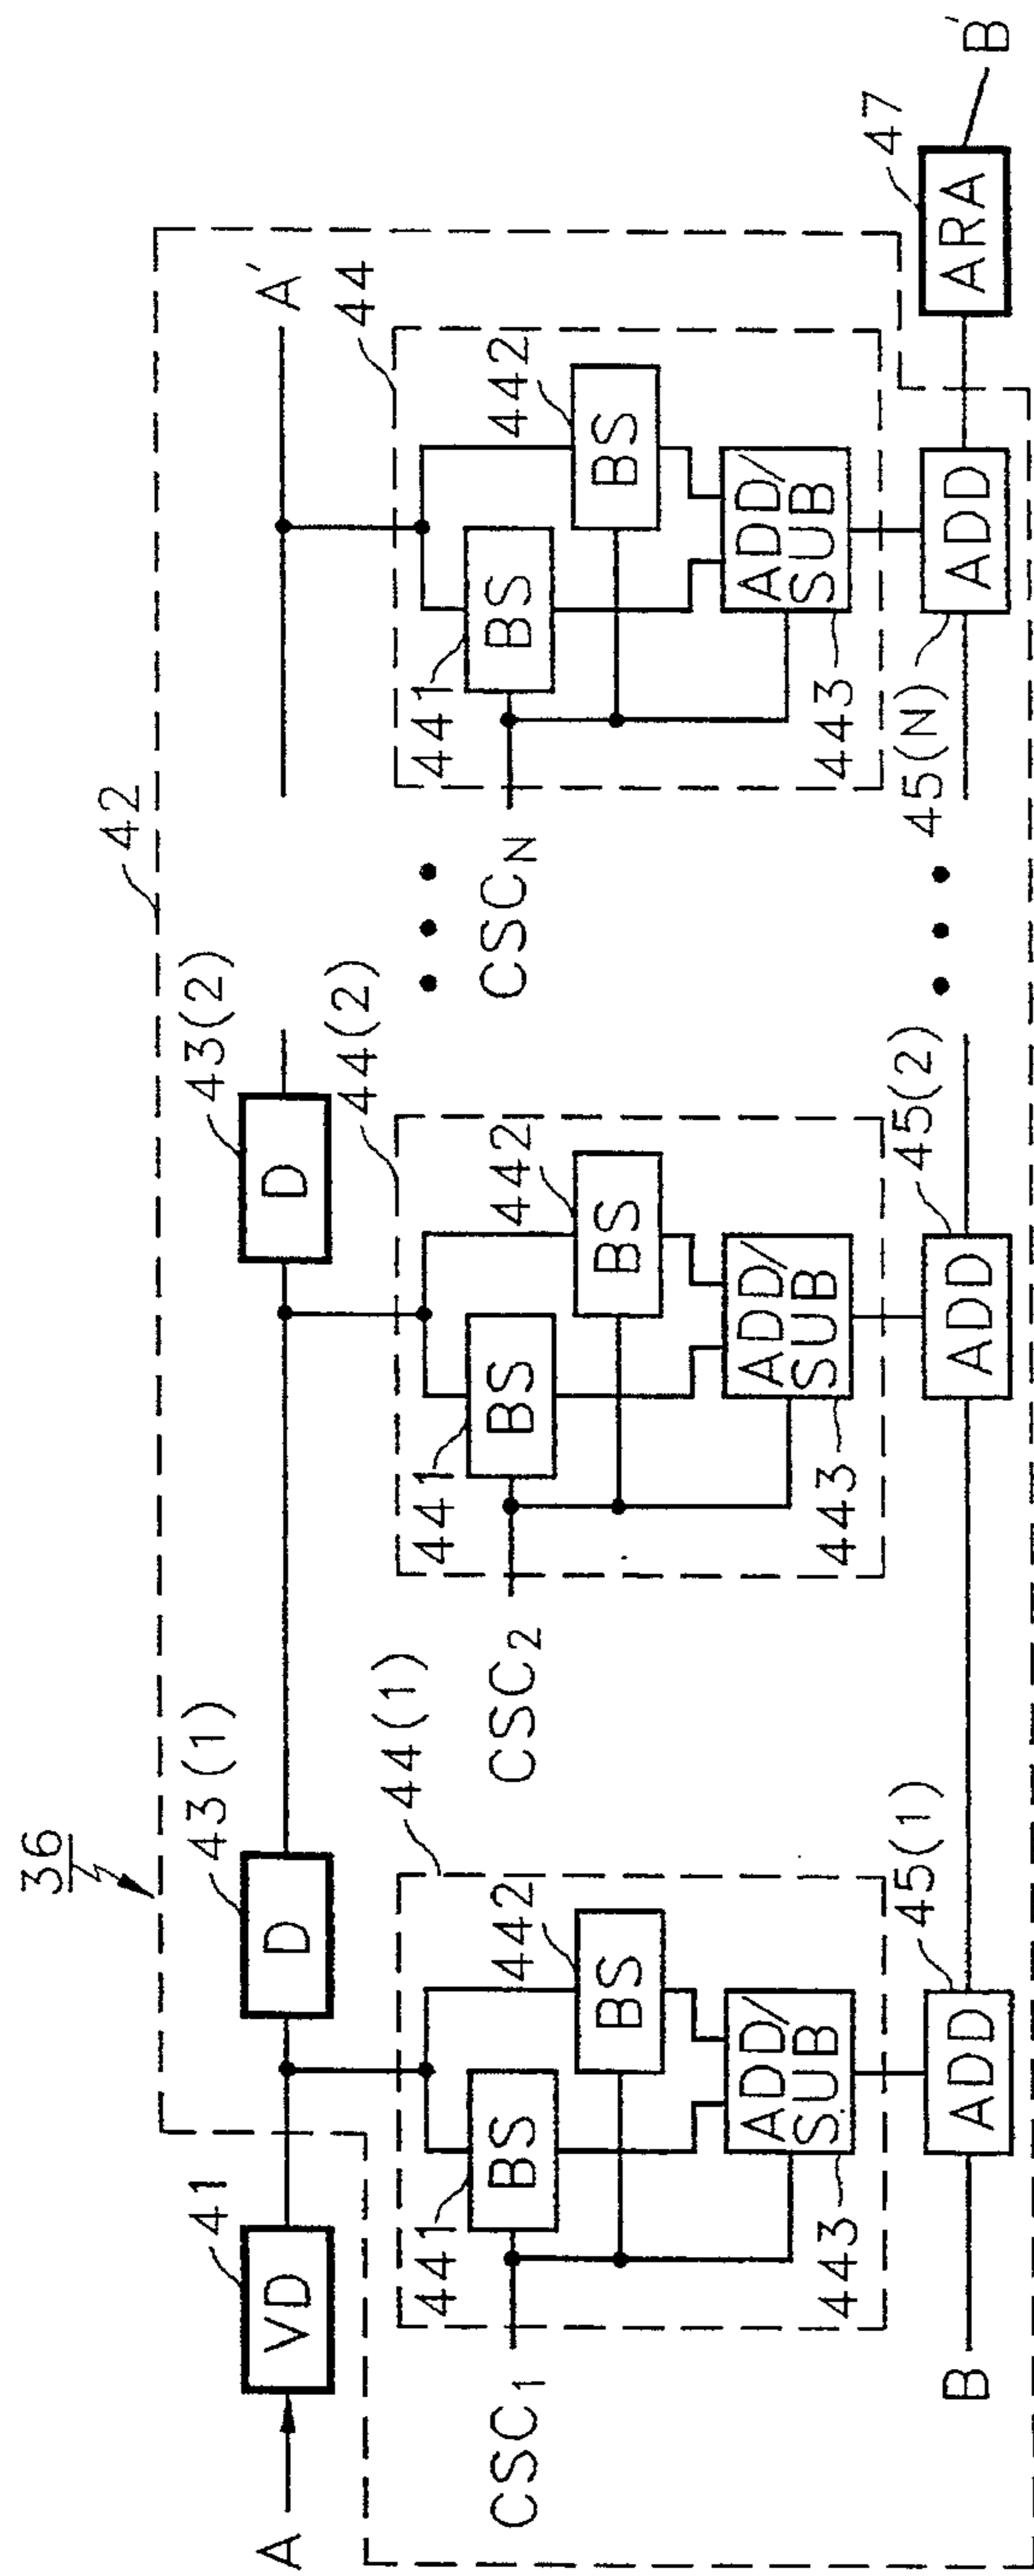 36
42
A
VD
41
D
43(1)
D
43(2)
A'
44(1)
CSC1
441
BS
442
BS
443
ADD/
SUB
44(2)
CSC2
441
BS
442
BS
443
ADD/
SUB
• • •
44
CSCN
441
BS
442
BS
443
ADD/
SUB
B
ADD
45(1)
ADD
45(2)
• • •
45(N)
ADD
ARA
47
B'